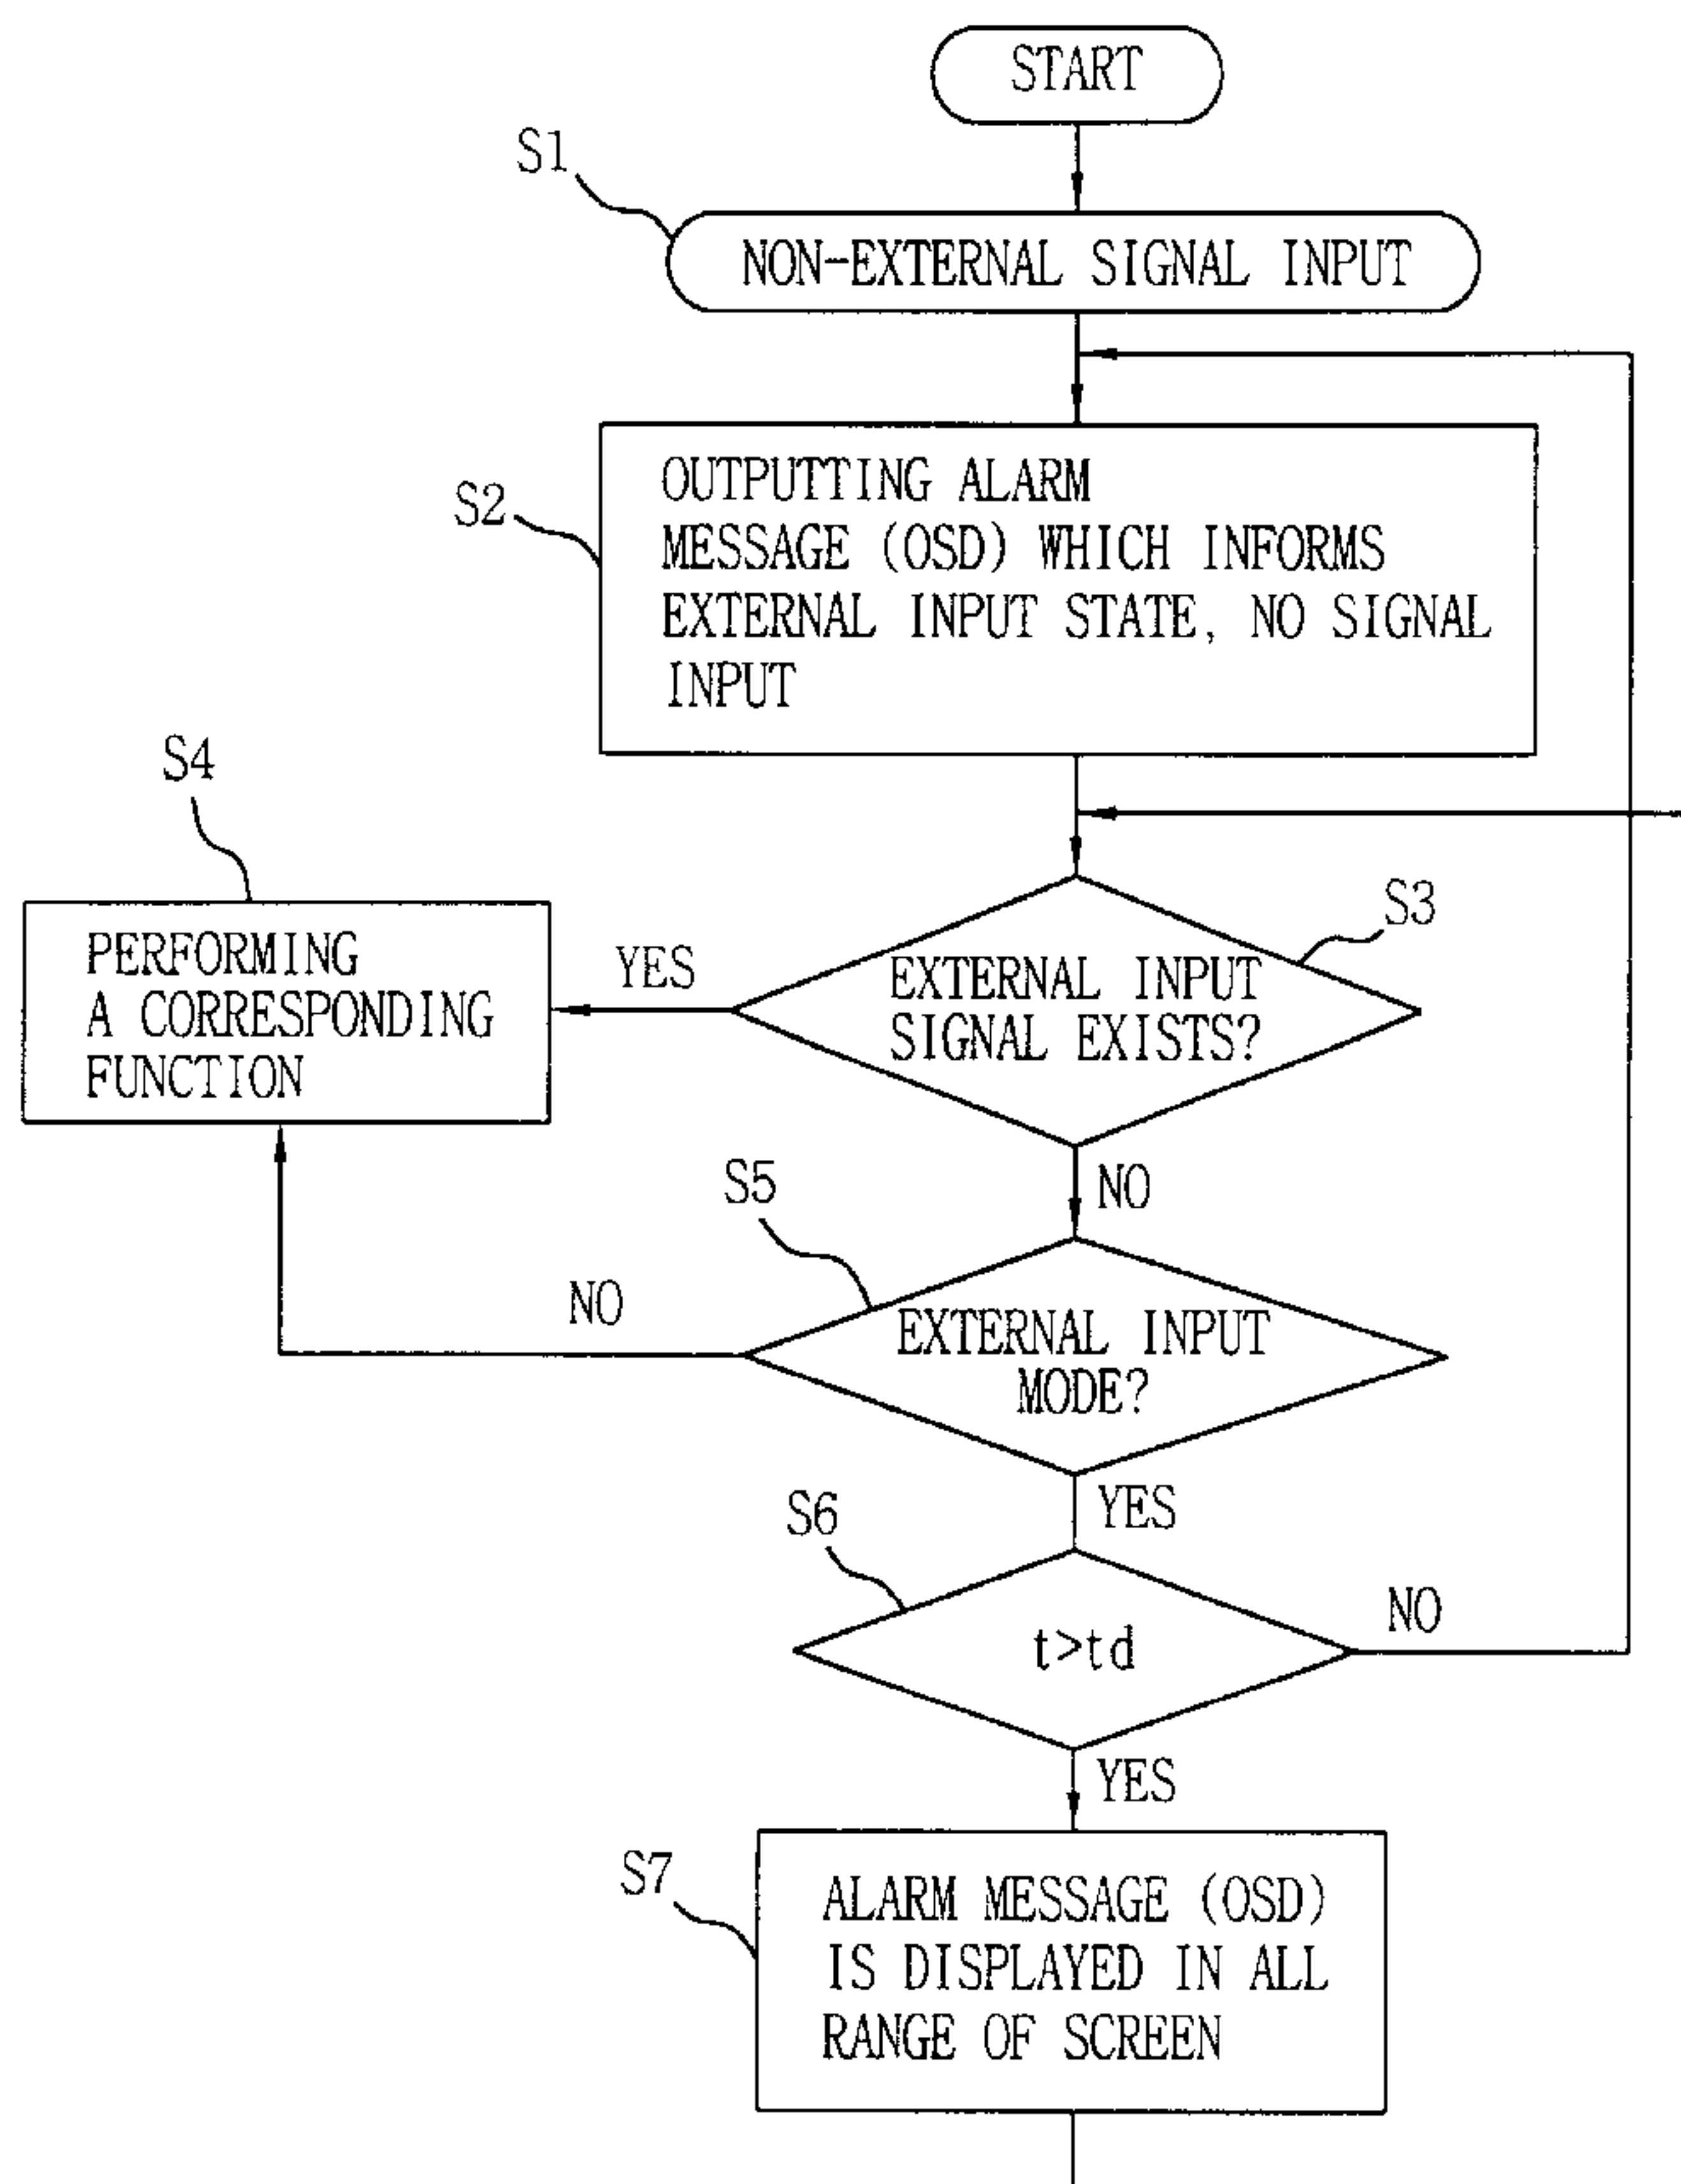 START
S1
NON-EXTERNAL SIGNAL INPUT
S2
OUTPUTTING ALARM
MESSAGE (OSD) WHICH INFORMS
EXTERNAL INPUT STATE, NO SIGNAL
INPUT
S4
S3
PERFORMING
A CORRESPONDING
FUNCTION
YES
EXTERNAL INPUT
SIGNAL EXISTS?
NO
S5
NO
EXTERNAL INPUT
MODE?
YES
S6
t>td
NO
YES
S7
ALARM MESSAGE (OSD)
IS DISPLAYED IN ALL
RANGE OF SCREEN